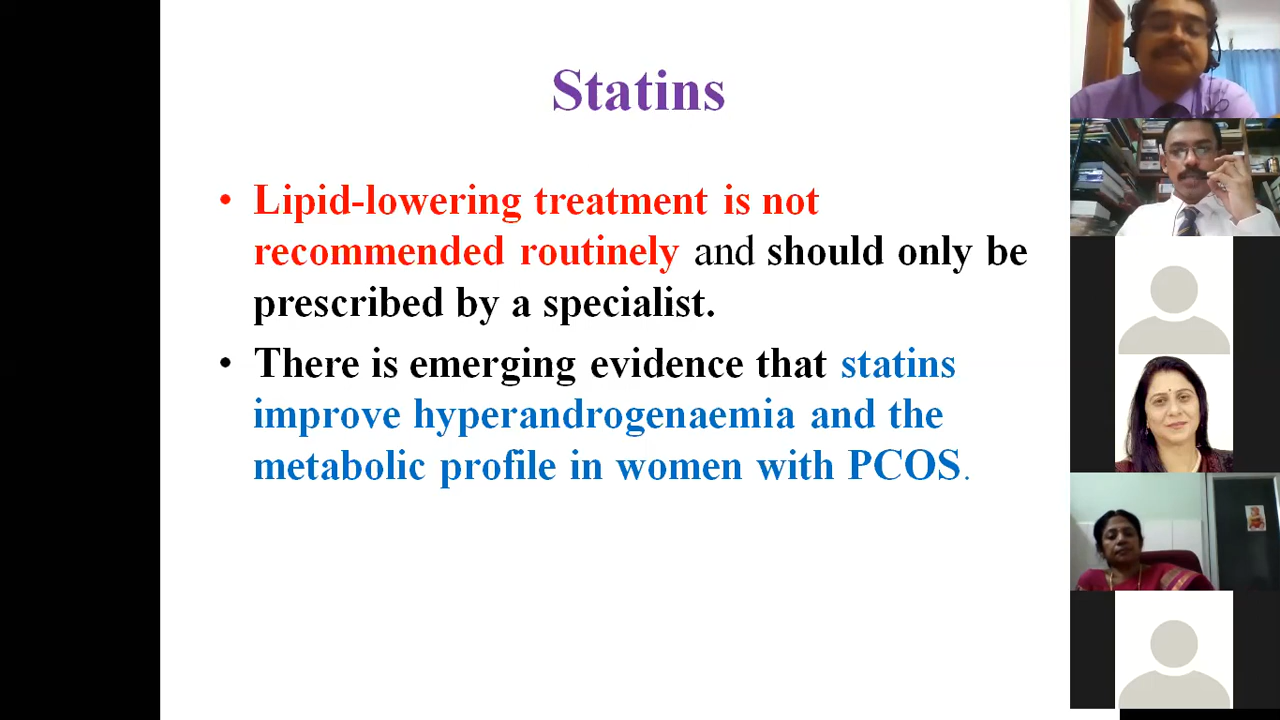 Statins
• Lipid-lowering treatment is not
recommended routinely and should only be
prescribed by a specialist.
• There is emerging evidence that statins
improve hyperandrogenaemia and the
metabolic profile in women with PCOS.